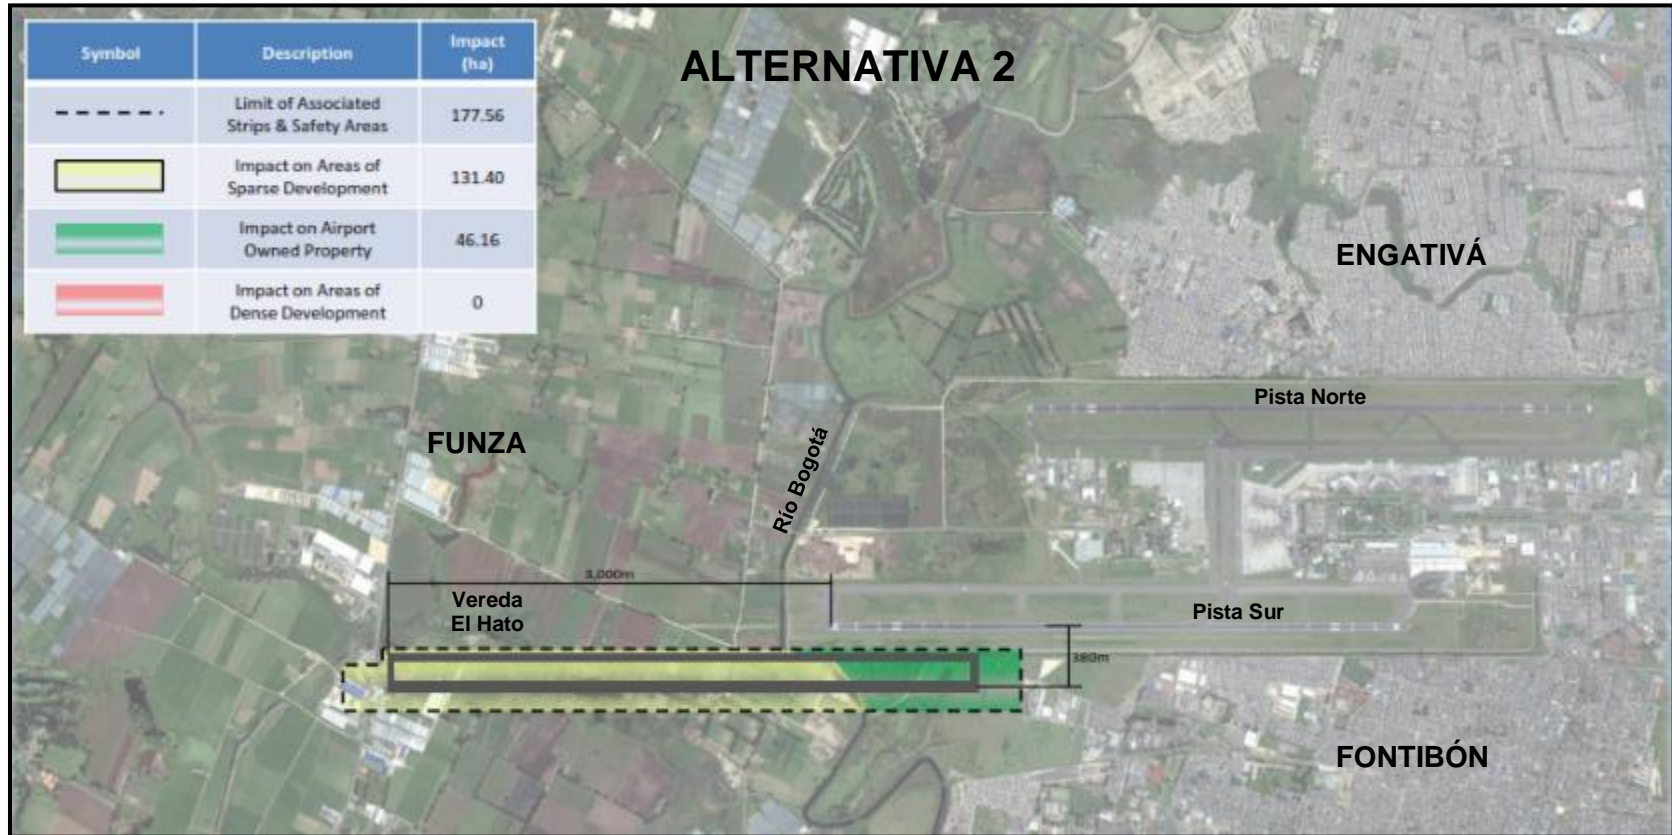 ALTERNATIVA 2
Symbol
Description
Impact
(ha)
Limit of Associated
Strips & Safety Areas
177.56
Impact on Areas of
Sparse Development
131.40
Impact on Airport
Owned Property
46.16
Impact on Areas of
Dense Development
0
ENGATIVÁ
Pista Norte
FUNZA
Río Bogotá
3,000m
Vereda
El Hato
Pista Sur
380m
FONTIBÓN